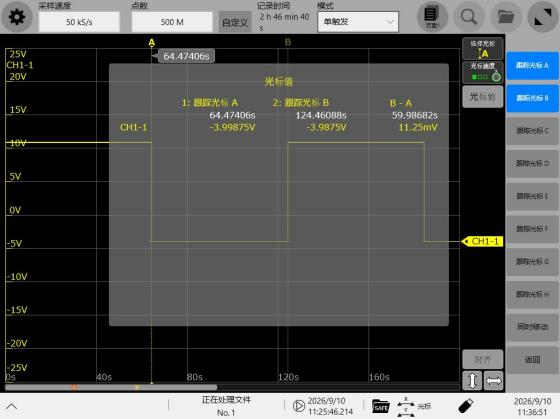 采样速度
点数
记录时间
模式
50 kS/s
500 M
自定义
2 h 46 min 40 s
单触发
选择光标
A
光标速度
光标值
跟踪光标 A
跟踪光标 B
跟踪光标 C
跟踪光标 D
跟踪光标 E
跟踪光标 F
跟踪光标 G
跟踪光标 H
同时移动
返回
对齐
A
B
64.47406s
25V
CH1-1
20V
15V
10V
5V
0V
-5V
-10V
-15V
-20V
-25V
光标值
1: 跟踪光标 A
2: 跟踪光标 B
B - A
64.47406s
124.46088s
59.98682s
CH1-1
-3.99875V
-3.9875V
11.25mV
CH1-1
0s
40s
80s
120s
160s
正在处理文件
No. 1
2026/9/10
11:25:46.214
SAFE
X
Y
光标
2026/9/10
11:36:51